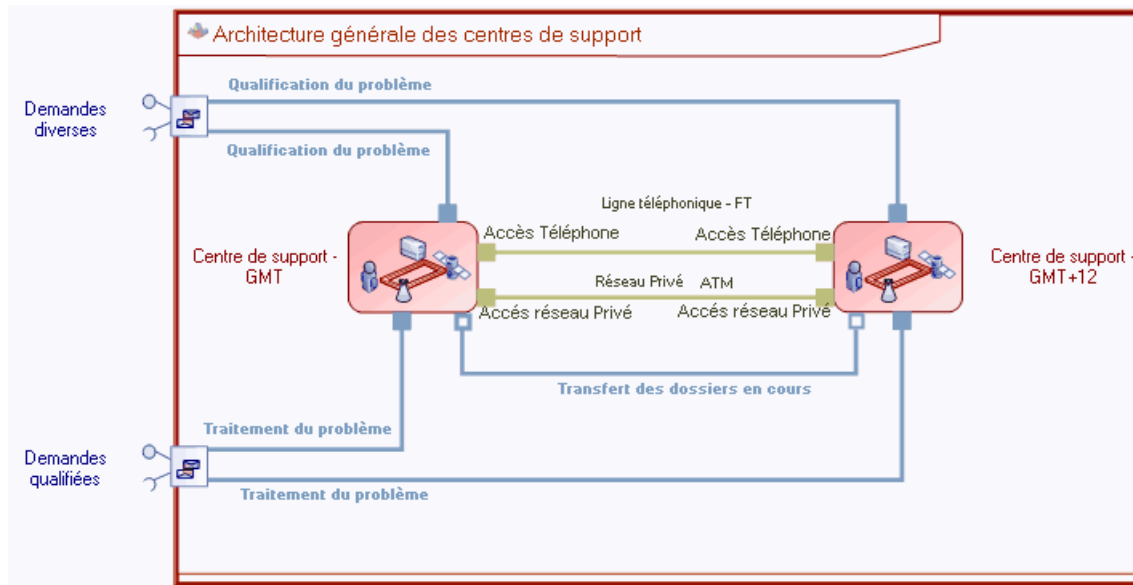 Architecture générale des centres de support
Qualification du problème
Demandes
diverses
Qualification du problème
Ligne téléphonique - FT
Accès Téléphone
Accès Téléphone
Centre de support -
GMT
Centre de support -
GMT+12
Réseau Privé
ATM
Accés réseau Privé
Accés réseau Privé
Transfert des dossiers en cours
Traitement du problème
Demandes
qualifiées
Traitement du problème